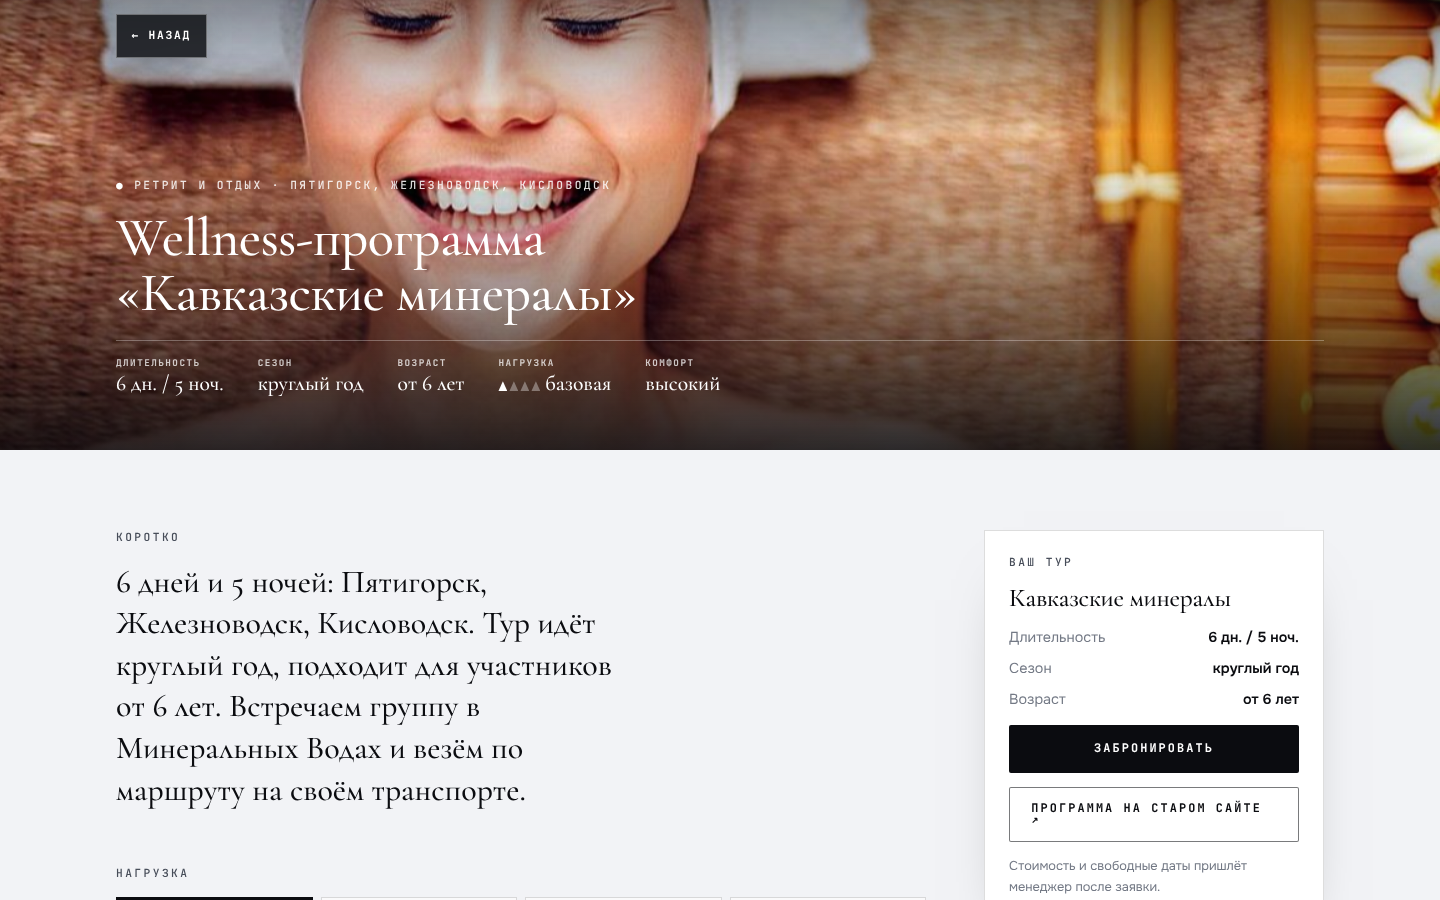 ← НАЗАД
● РЕТРИТ И ОТДЫХ · ПЯТИГОРСК, ЖЕЛЕЗНОВОДСК, КИСЛОВОДСК
Wellness-программа
«Кавказские минералы»
ДЛИТЕЛЬНОСТЬ
6 дн. / 5 ноч.
СЕЗОН
круглый год
ВОЗРАСТ
от 6 лет
НАГРУЗКА
▲▲▲▲ базовая
КОМФОРТ
высокий
КОРОТКО
6 дней и 5 ночей: Пятигорск,
Железноводск, Кисловодск. Тур идёт
круглый год, подходит для участников
от 6 лет. Встречаем группу в
Минеральных Водах и везём по
маршруту на своём транспорте.
НАГРУЗКА
ВАШ ТУР
Кавказские минералы
Длительность 6 дн. / 5 ноч.
Сезон круглый год
Возраст от 6 лет
ЗАБРОНИРОВАТЬ
ПРОГРАММА НА СТАРОМ САЙТЕ
↗
Стоимость и свободные даты пришлёт
менеджер после заявки.